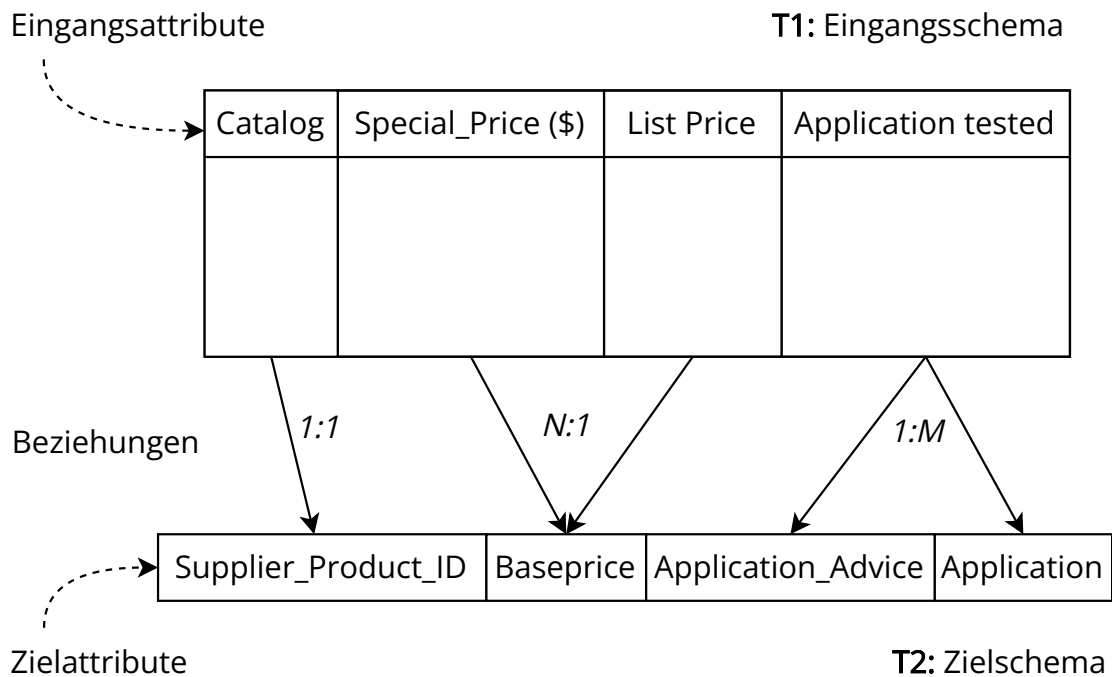 Eingangsattribute
T1: Eingangsschema
Catalog
Special_Price ($)
List Price
Application tested
1:1
N:1
1:M
Beziehungen
Supplier_Product_ID
Baseprice
Application_Advice
Application
Zielattribute
T2: Zielschema